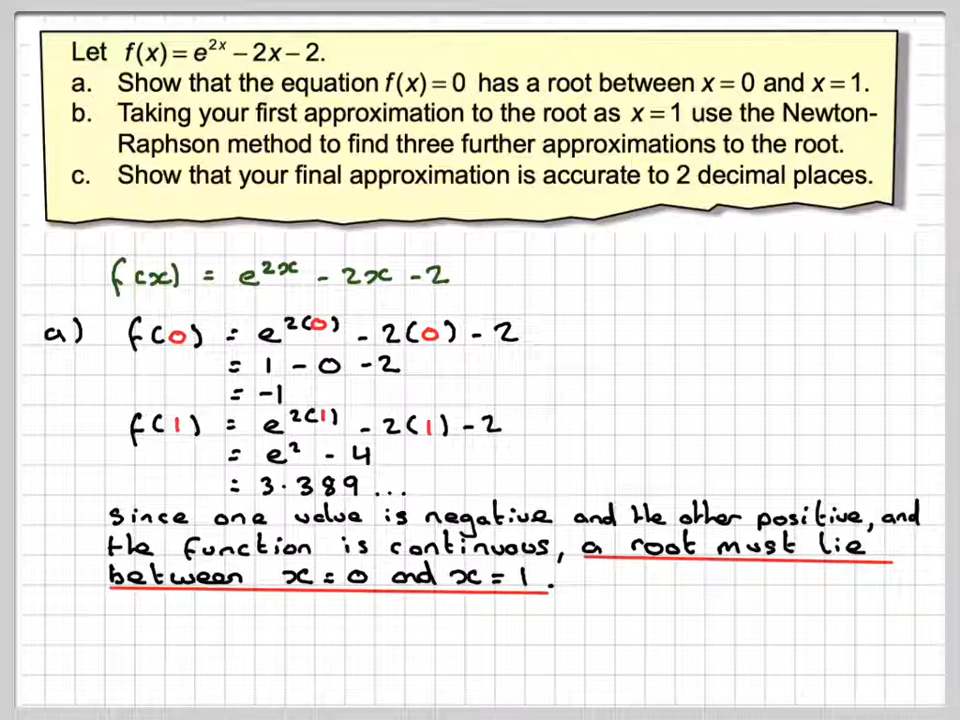 Let f(x) = e^{2x} – 2x – 2.
a. Show that the equation f(x) = 0 has a root between x = 0 and x = 1.
b. Taking your first approximation to the root as x = 1 use the Newton-
Raphson method to find three further approximations to the root.
c. Show that your final approximation is accurate to 2 decimal places.
f(x) = e^{2x} - 2x - 2
a) f(0) = e^{2(0)} - 2(0) - 2
= 1 - 0 - 2
= -1
f(1) = e^{2(1)} - 2(1) - 2
= e² - 4
= 3.389...
Since one value is negative and the other positive, and
the function is continuous, a root must lie
between x = 0 and x = 1.